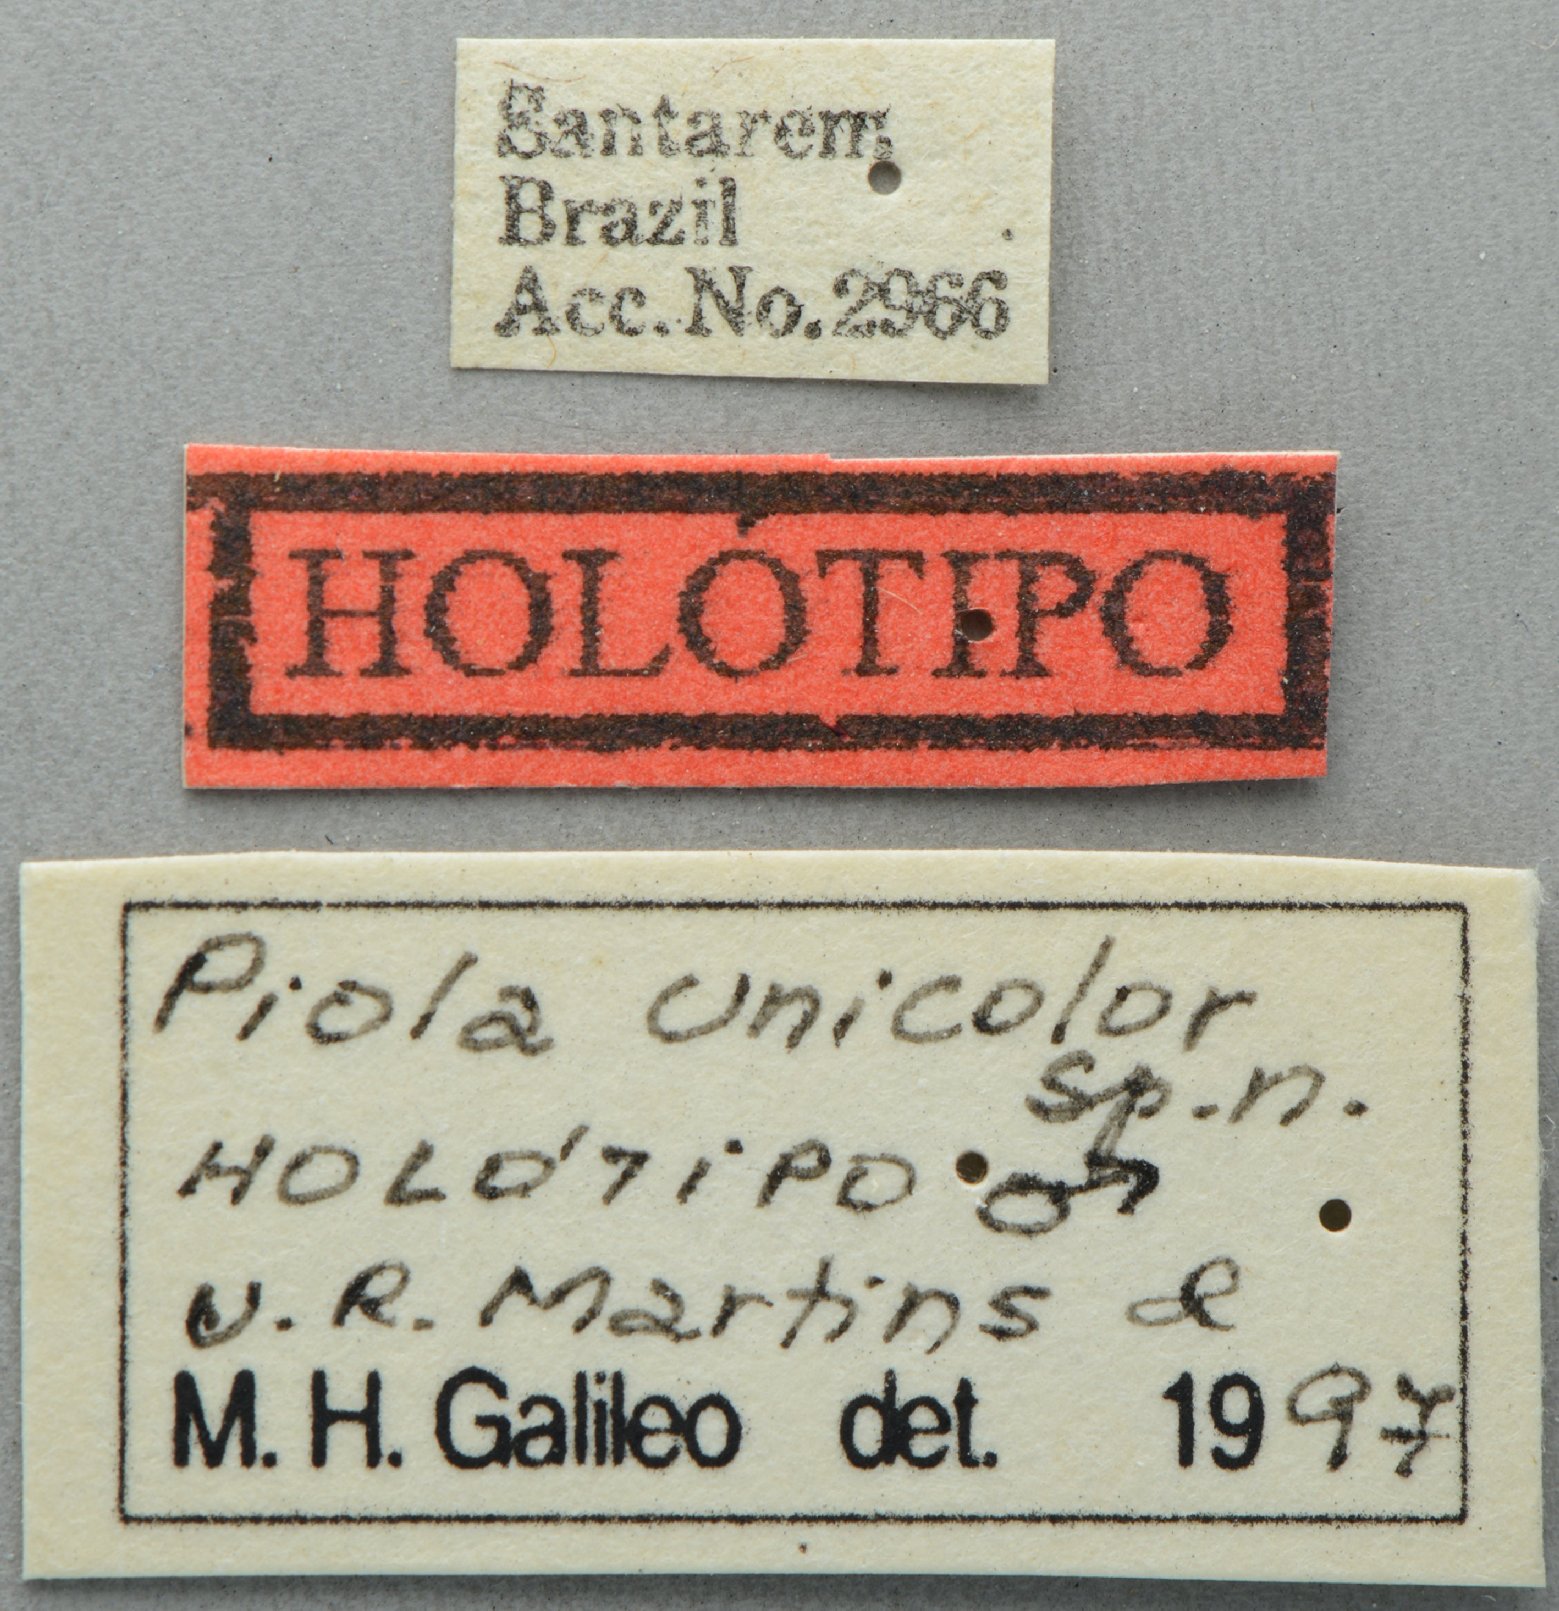 Santarem
Brazil
Acc. No. 2966
HOLÓTIPO
Piola unicolor
sp. n.
HOLÓTIPO ♂
U. R. Martins &
M. H. Galileo det. 1997